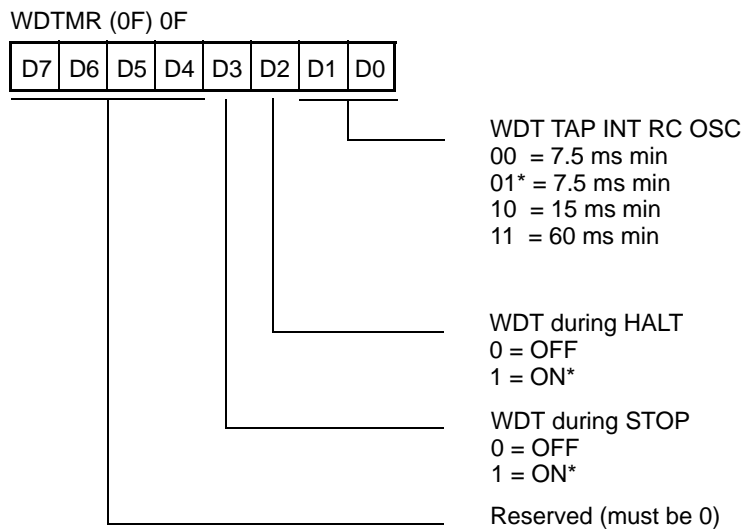 WDTMR (0F) 0F
D7 D6 D5 D4 D3 D2 D1 D0
WDT TAP INT RC OSC
00 = 7.5 ms min
01* = 7.5 ms min
10 = 15 ms min
11 = 60 ms min
WDT during HALT
0 = OFF
1 = ON*
WDT during STOP
0 = OFF
1 = ON*
Reserved (must be 0)